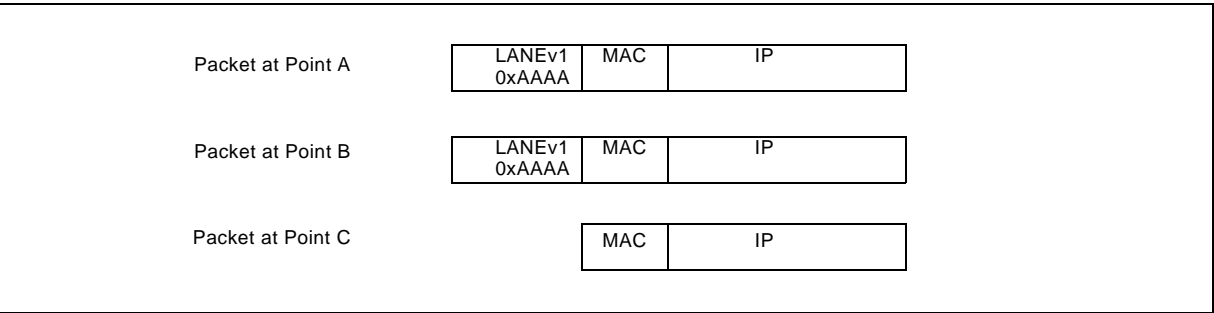 Packet at Point A
LANEv1 MAC IP
0xAAAA
Packet at Point B
LANEv1 MAC IP
0xAAAA
Packet at Point C
MAC IP